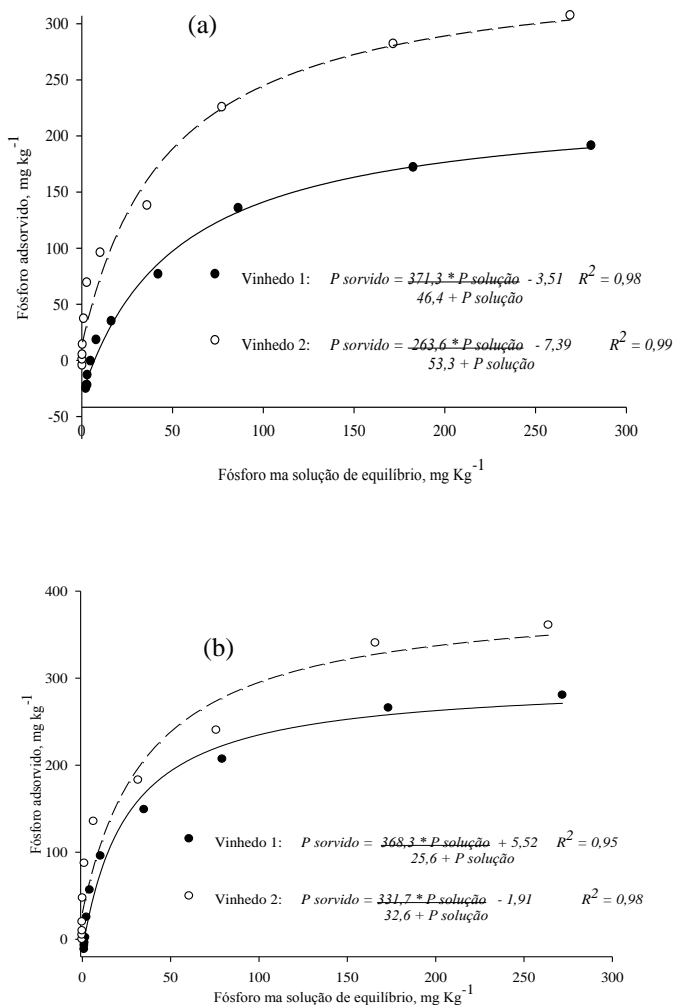 (a)
300
250
200
150
100
50
0
-50
Fósforo adsorvido, mg kg-1
Vinhedo 1: P sorvido = 371,3 * P solução - 3,51 R2 = 0,98
46,4 + P solução
Vinhedo 2: P sorvido = 263,6 * P solução - 7,39 R2 = 0,99
53,3 + P solução
0 50 100 150 200 250 300
Fósforo ma solução de equilíbrio, mg Kg-1
(b)
400
300
200
100
0
Fósforo adsorvido, mg kg-1
Vinhedo 1: P sorvido = 368,3 * P solução + 5,52 R2 = 0,95
25,6 + P solução
Vinhedo 2: P sorvido = 331,7 * P solução - 1,91 R2 = 0,98
32,6 + P solução
0 50 100 150 200 250 300
Fósforo ma solução de equilíbrio, mg Kg-1